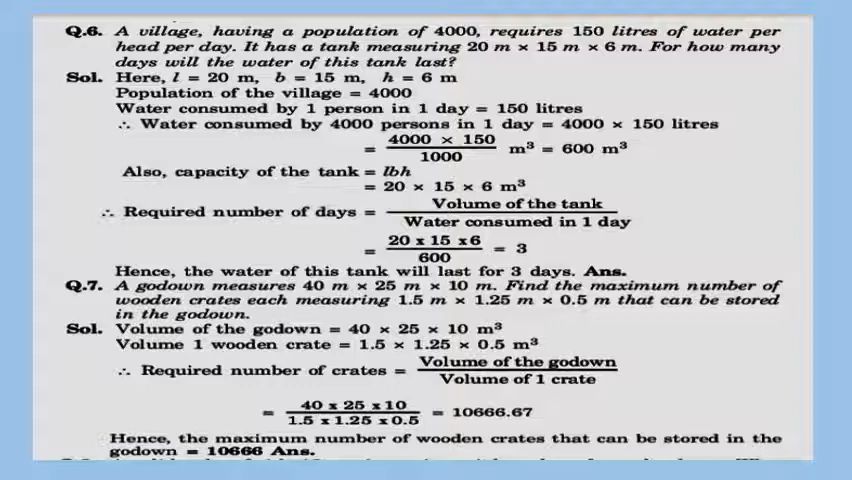 Q.6. A village, having a population of 4000, requires 150 litres of water per
head per day. It has a tank measuring 20 m × 15 m × 6 m. For how many
days will the water of this tank last?
Sol. Here, l = 20 m, b = 15 m, h = 6 m
Population of the village = 4000
Water consumed by 1 person in 1 day = 150 litres
∴ Water consumed by 4000 persons in 1 day = 4000 × 150 litres
= 4000 × 150 / 1000 m³ = 600 m³
Also, capacity of the tank = lbh
= 20 × 15 × 6 m³
∴ Required number of days = Volume of the tank / Water consumed in 1 day
= 20 x 15 x 6 / 600 = 3
Hence, the water of this tank will last for 3 days. Ans.
Q.7. A godown measures 40 m × 25 m × 10 m. Find the maximum number of
wooden crates each measuring 1.5 m × 1.25 m × 0.5 m that can be stored
in the godown.
Sol. Volume of the godown = 40 × 25 × 10 m³
Volume 1 wooden crate = 1.5 × 1.25 × 0.5 m³
∴ Required number of crates = Volume of the godown / Volume of 1 crate
= 40 x 25 x 10 / 1.5 x 1.25 x 0.5 = 10666.67
Hence, the maximum number of wooden crates that can be stored in the
godown = 10666 Ans.